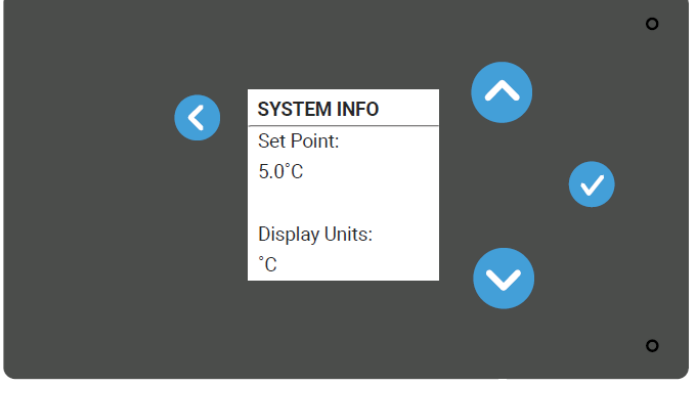 SYSTEM INFO
Set Point:
5.0˚C
Display Units:
˚C